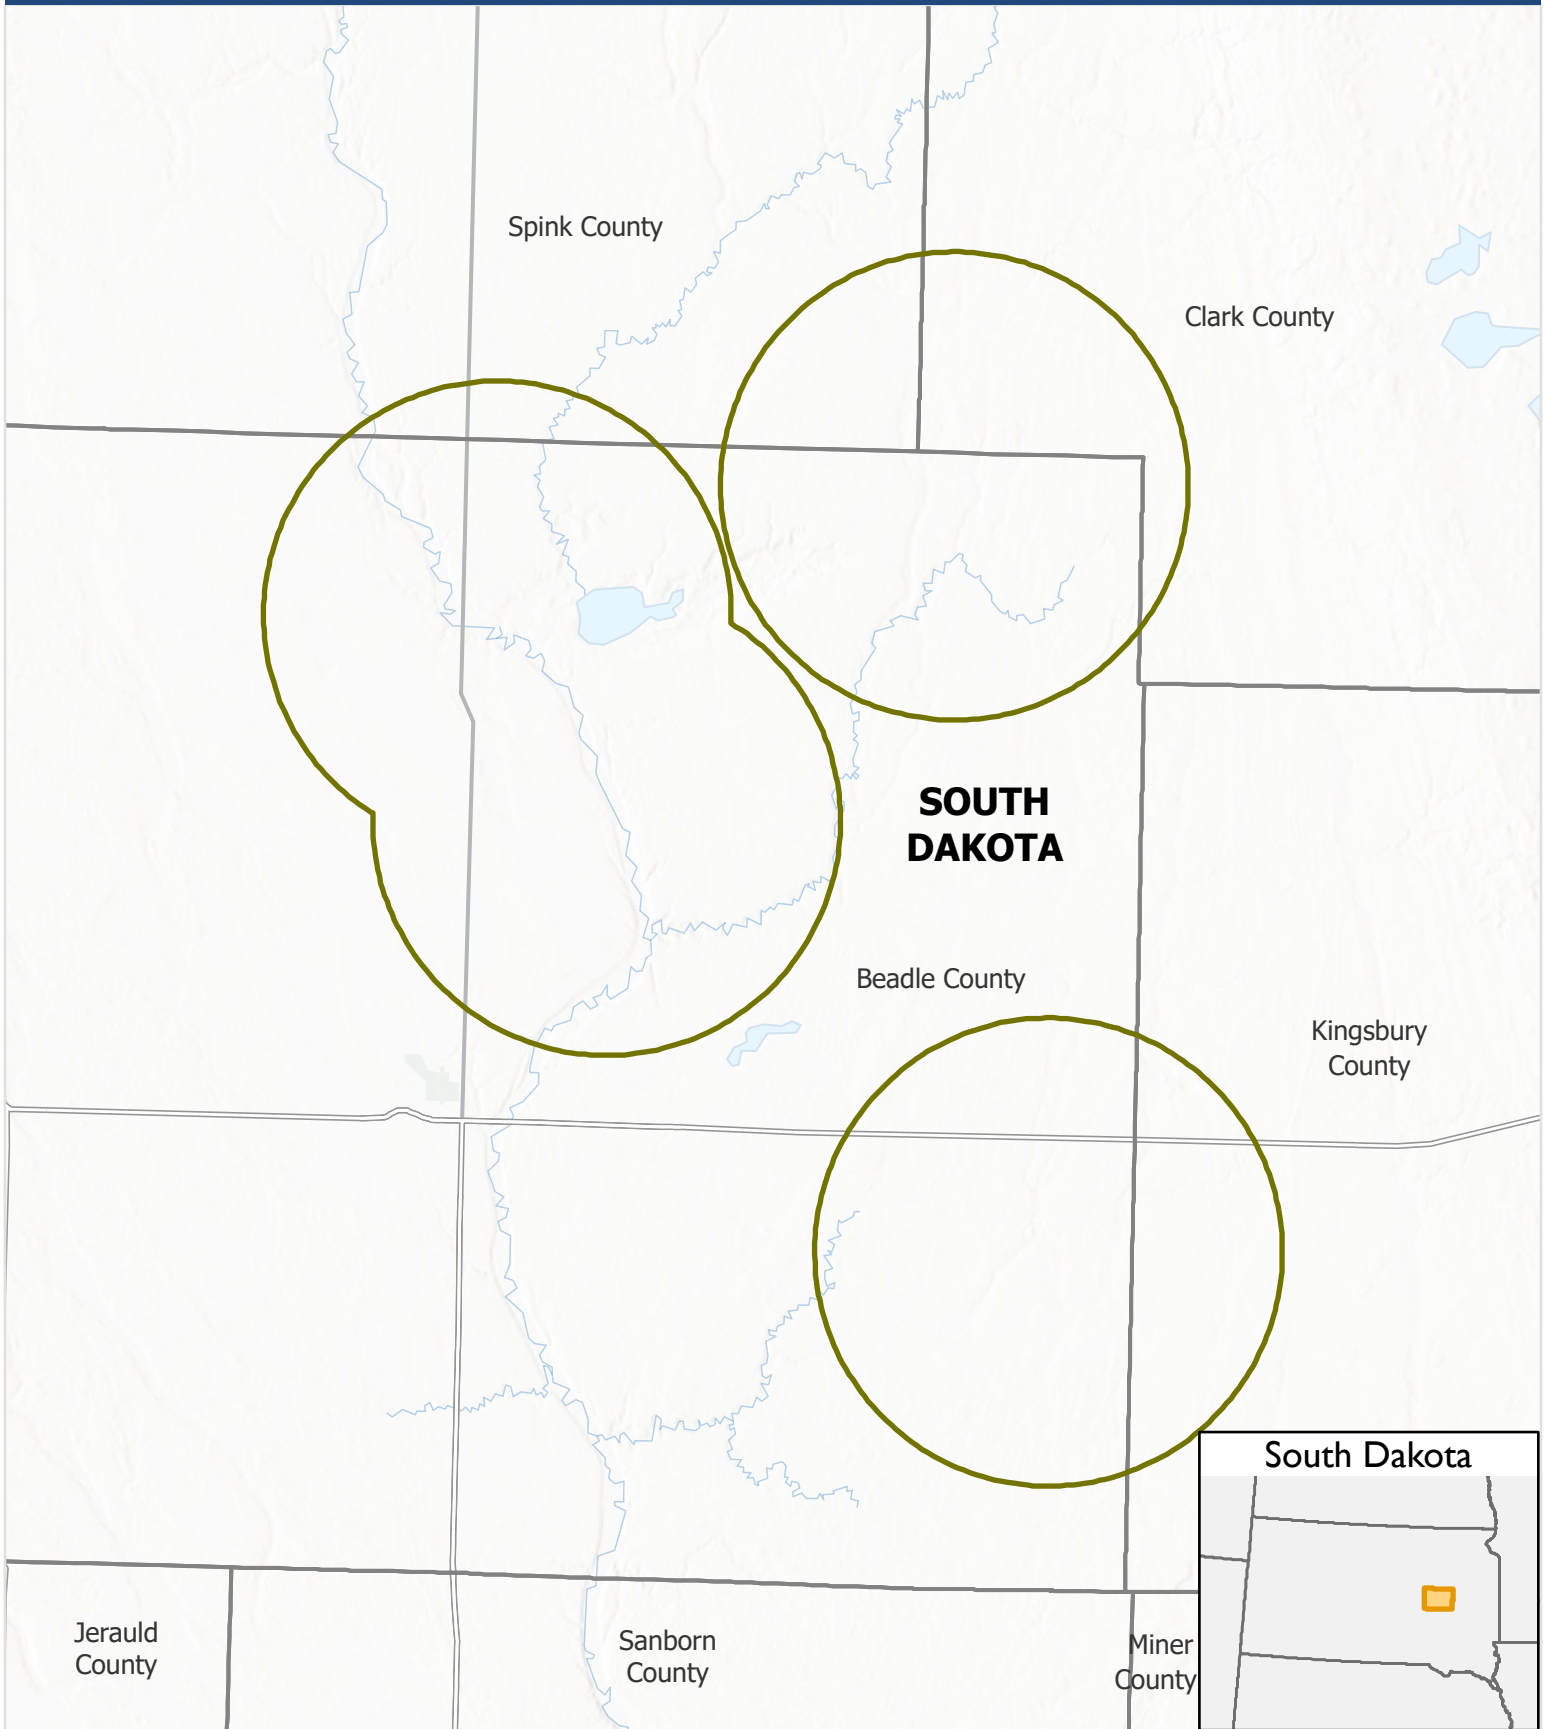 Spink County
Clark County
SOUTH
DAKOTA
Beadle County
Kingsbury
County
South Dakota
Jerauld
County
Sanborn
County
Miner
County